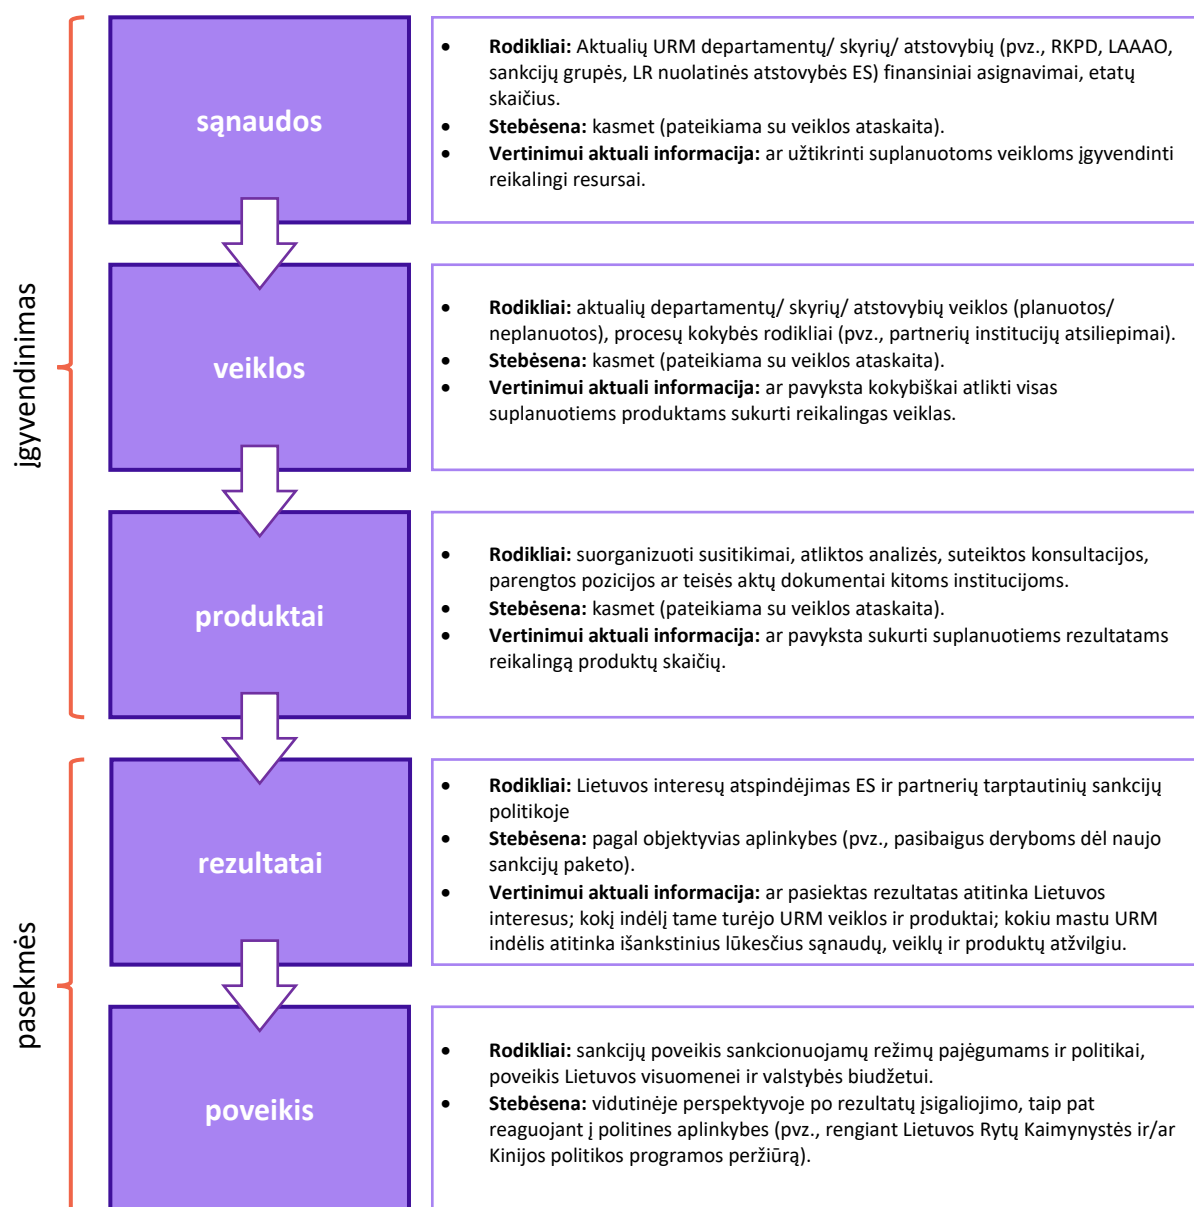 įgyvendinimas
sąnaudos
• Rodikliai: Aktualių URM departamentų/ skyrių/ atstovybių (pvz., RKPD, LAAAO,
sankcijų grupės, LR nuolatinės atstovybės ES) finansiniai asignavimai, etatų
skaičius.
• Stebėsena: kasmet (pateikiama su veiklos ataskaita).
• Vertinimui aktuali informacija: ar užtikrinti suplanuotoms veikloms įgyvendinti
reikalingi resursai.
veiklos
• Rodikliai: aktualių departamentų/ skyrių/ atstovybių veiklos (planuotos/
neplanuotos), procesų kokybės rodikliai (pvz., partnerių institucijų atsiliepimai).
• Stebėsena: kasmet (pateikiama su veiklos ataskaita).
• Vertinimui aktuali informacija: ar pavyksta kokybiškai atlikti visas
suplanuotiems produktams sukurti reikalingas veiklas.
produktai
• Rodikliai: suorganizuoti susitikimai, atliktos analizės, suteiktos konsultacijos,
parengtos pozicijos ar teisės aktų dokumentai kitoms institucijoms.
• Stebėsena: kasmet (pateikiama su veiklos ataskaita).
• Vertinimui aktuali informacija: ar pavyksta sukurti suplanuotiems rezultatams
reikalingą produktų skaičių.
pasekmės
rezultatai
• Rodikliai: Lietuvos interesų atspindėjimas ES ir partnerių tarptautinių sankcijų
politikoje
• Stebėsena: pagal objektyvias aplinkybes (pvz., pasibaigus deryboms dėl naujo
sankcijų paketo).
• Vertinimui aktuali informacija: ar pasiektas rezultatas atitinka Lietuvos
interesus; kokį indėlį tame turėjo URM veiklos ir produktai; kokiu mastu URM
indėlis atitinka išankstinius lūkesčius sąnaudų, veiklų ir produktų atžvilgiu.
poveikis
• Rodikliai: sankcijų poveikis sankcionuojamų režimų pajėgumams ir politikai,
poveikis Lietuvos visuomenei ir valstybės biudžetui.
• Stebėsena: vidutinėje perspektyvoje po rezultatų įsigaliojimo, taip pat
reaguojant į politines aplinkybes (pvz., rengiant Lietuvos Rytų Kaimynystės ir/ar
Kinijos politikos programos peržiūrą).